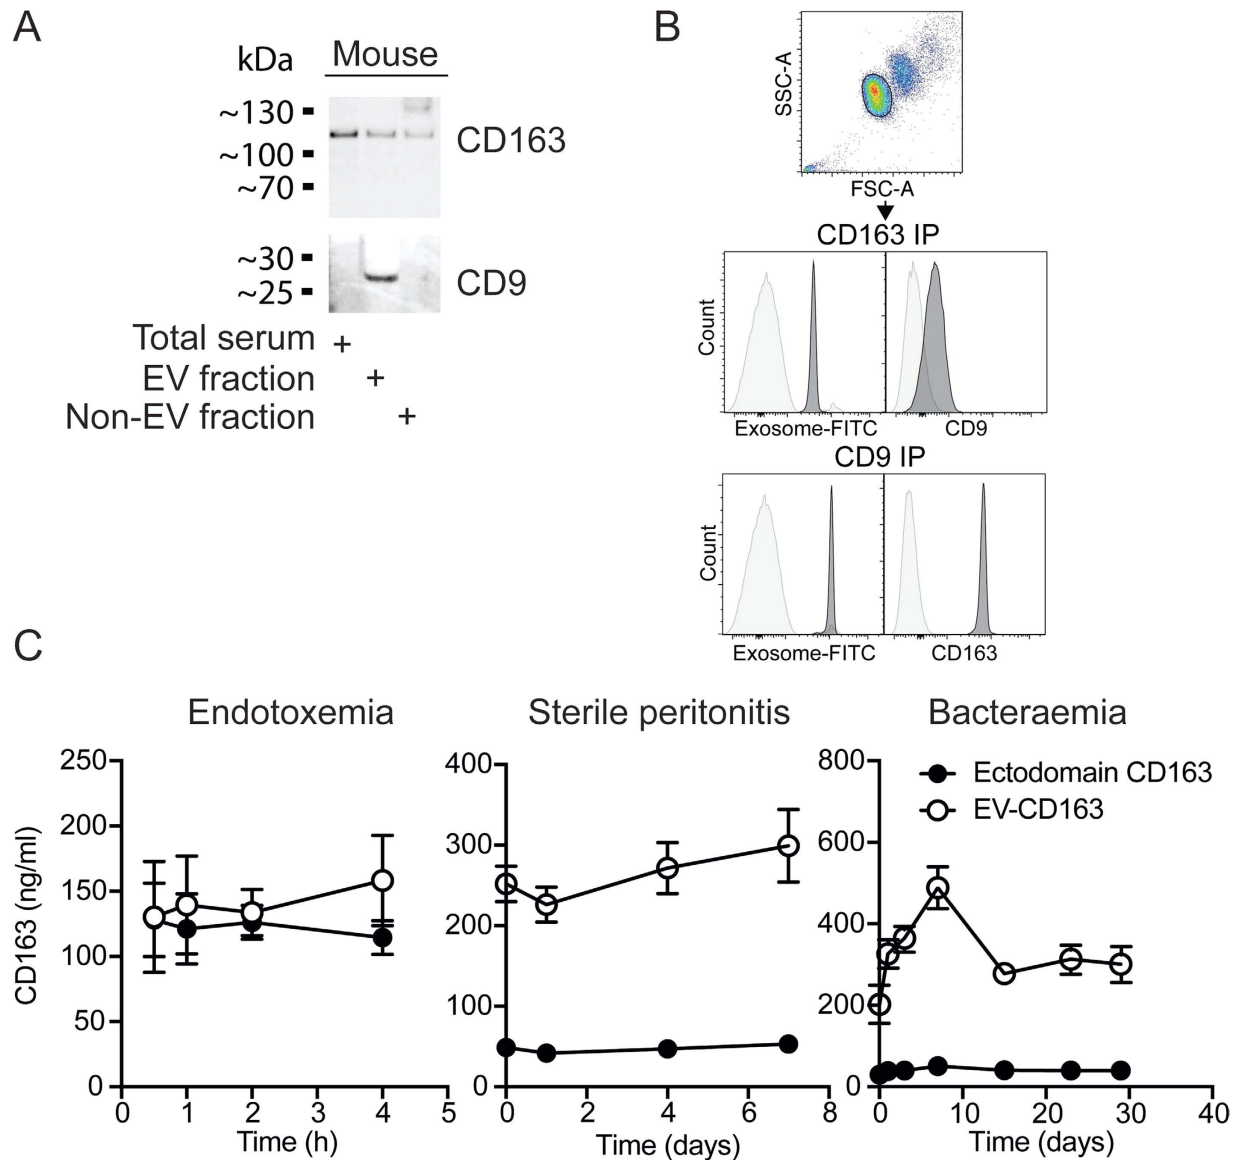 A
kDa
Mouse
~130
~100
~70
CD163
~30
~25
CD9
Total serum +
EV fraction +
Non-EV fraction +
B
SSC-A
FSC-A
CD163 IP
Count
Exosome-FITC
CD9
CD9 IP
Count
Exosome-FITC
CD163
C
Endotoxemia
CD163 (ng/ml)
250
200
150
100
50
0
0 1 2 3 4 5
Time (h)
Sterile peritonitis
400
300
200
100
0
0 2 4 6 8
Time (days)
Bacteraemia
Ectodomain CD163
EV-CD163
800
600
400
200
0
0 10 20 30 40
Time (days)